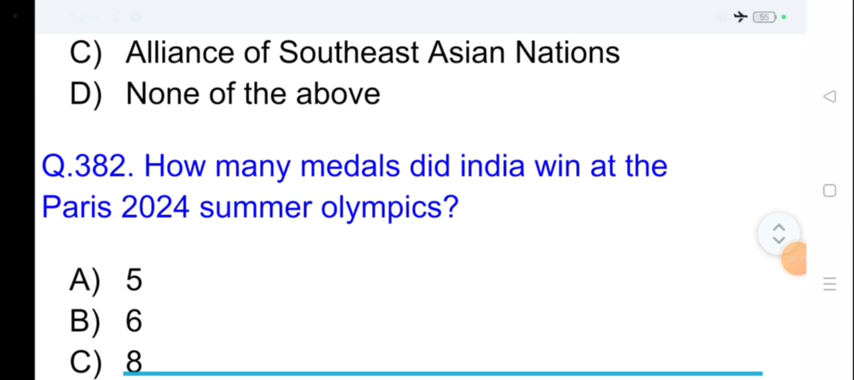 55
C) Alliance of Southeast Asian Nations
D) None of the above
Q.382. How many medals did india win at the
Paris 2024 summer olympics?
A) 5
B) 6
C) 8